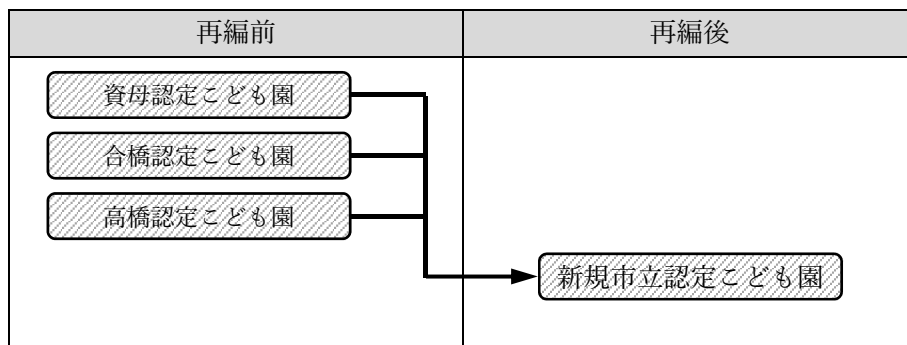 再編前
再編後
資母認定こども園
合橋認定こども園
高橋認定こども園
新規市立認定こども園